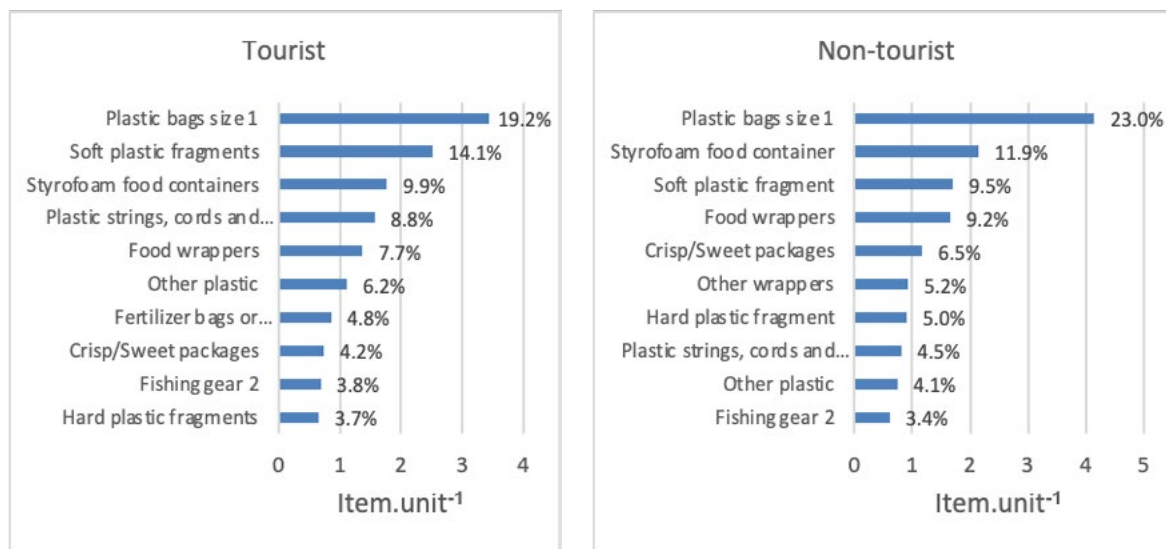 Tourist
Plastic bags size 1 19.2%
Soft plastic fragments 14.1%
Styrofoam food containers 9.9%
Plastic strings, cords and... 8.8%
Food wrappers 7.7%
Other plastic 6.2%
Fertilizer bags or... 4.8%
Crisp/Sweet packages 4.2%
Fishing gear 2 3.8%
Hard plastic fragments 3.7%
0 1 2 3 4
Item.unit⁻¹
Non-tourist
Plastic bags size 1 23.0%
Styrofoam food container 11.9%
Soft plastic fragment 9.5%
Food wrappers 9.2%
Crisp/Sweet packages 6.5%
Other wrappers 5.2%
Hard plastic fragment 5.0%
Plastic strings, cords and... 4.5%
Other plastic 4.1%
Fishing gear 2 3.4%
0 1 2 3 4 5
Item.unit⁻¹